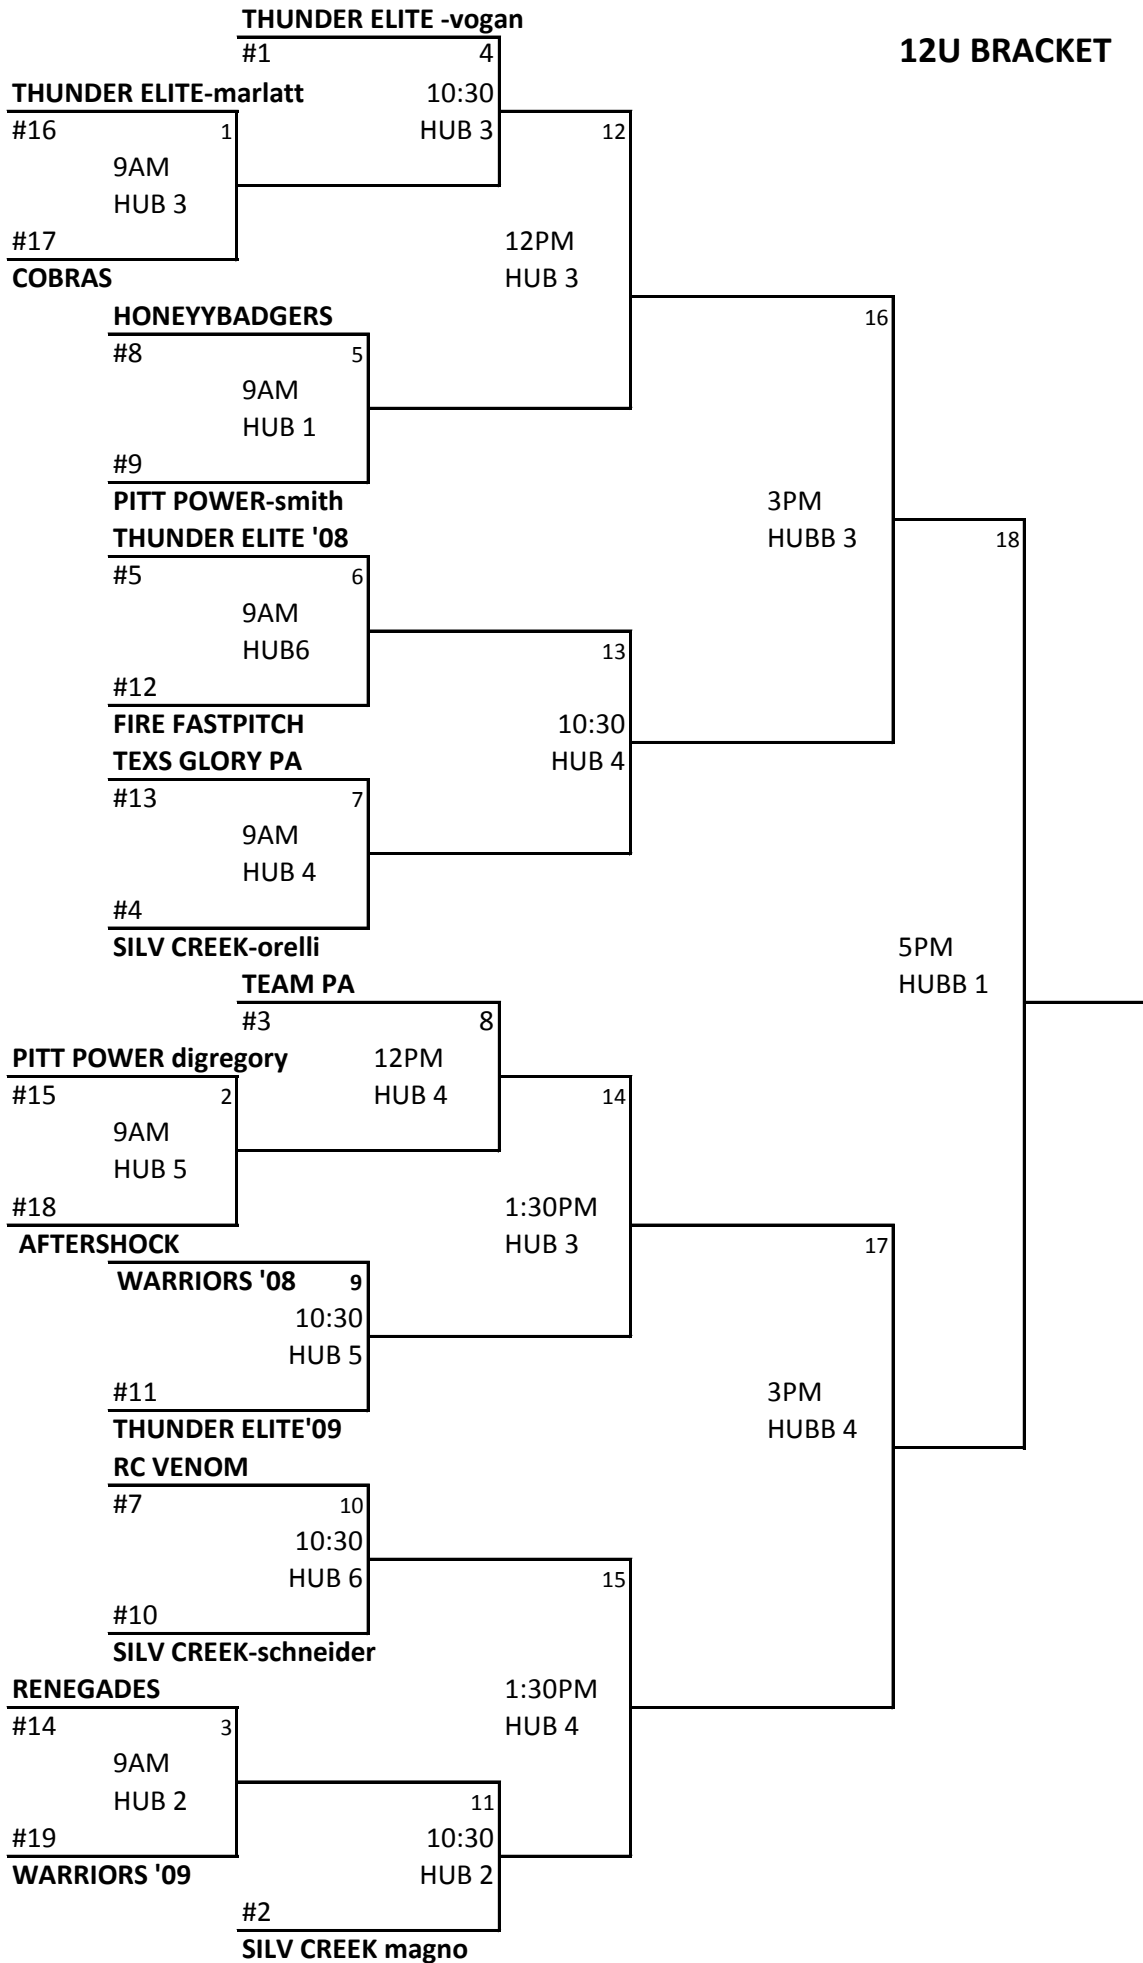 THUNDER ELITE -vogan
#1 4
12U BRACKET
THUNDER ELITE-marlatt 10:30
#16 1 HUB 3 12
9AM
HUB 3
#17 12PM
COBRAS HUB 3
HONEYYBADGERS 16
#8 5
9AM
HUB 1
#9
PITT POWER-smith 3PM
THUNDER ELITE '08 HUBB 3 18
#5 6
9AM
HUB6 13
#12
FIRE FASTPITCH 10:30
TEXS GLORY PA HUB 4
#13 7
9AM
HUB 4
#4
SILV CREEK-orelli 5PM
TEAM PA HUBB 1
#3 8
PITT POWER digregory 12PM
#15 2 HUB 4 14
9AM
HUB 5
#18 1:30PM
AFTERSHOCK HUB 3 17
WARRIORS '08 9
10:30
HUB 5
#11 3PM
THUNDER ELITE'09 HUBB 4
RC VENOM
#7 10
10:30
HUB 6 15
#10
SILV CREEK-schneider
RENEGADES 1:30PM
#14 3 HUB 4
9AM
HUB 2 11
#19 10:30
WARRIORS '09 HUB 2
#2
SILV CREEK magno